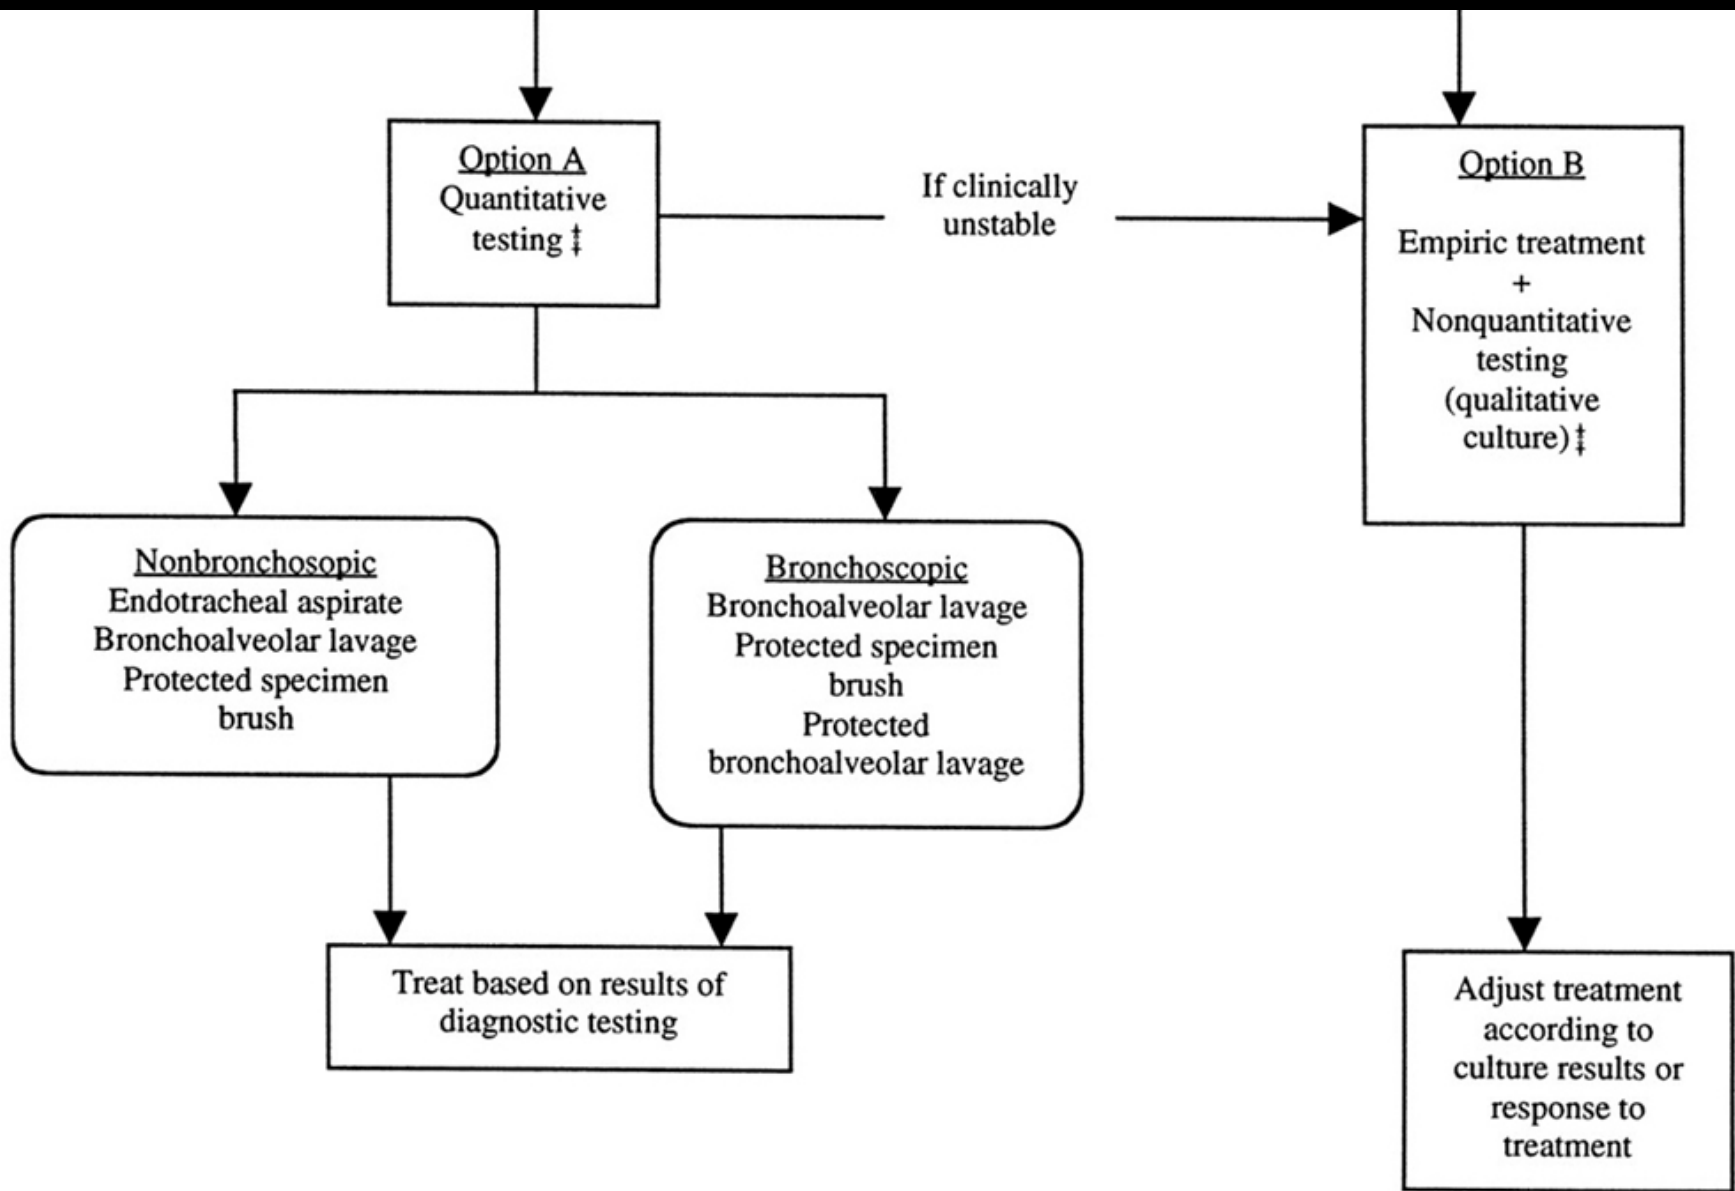 Option A
Quantitative
testing ‡
If clinically
unstable
Option B
Empiric treatment
+
Nonquantitative
testing
(qualitative
culture)‡
Nonbronchosopic
Endotracheal aspirate
Bronchoalveolar lavage
Protected specimen
brush
Bronchoscopic
Bronchoalveolar lavage
Protected specimen
brush
Protected
bronchoalveolar lavage
Treat based on results of
diagnostic testing
Adjust treatment
according to
culture results or
response to
treatment